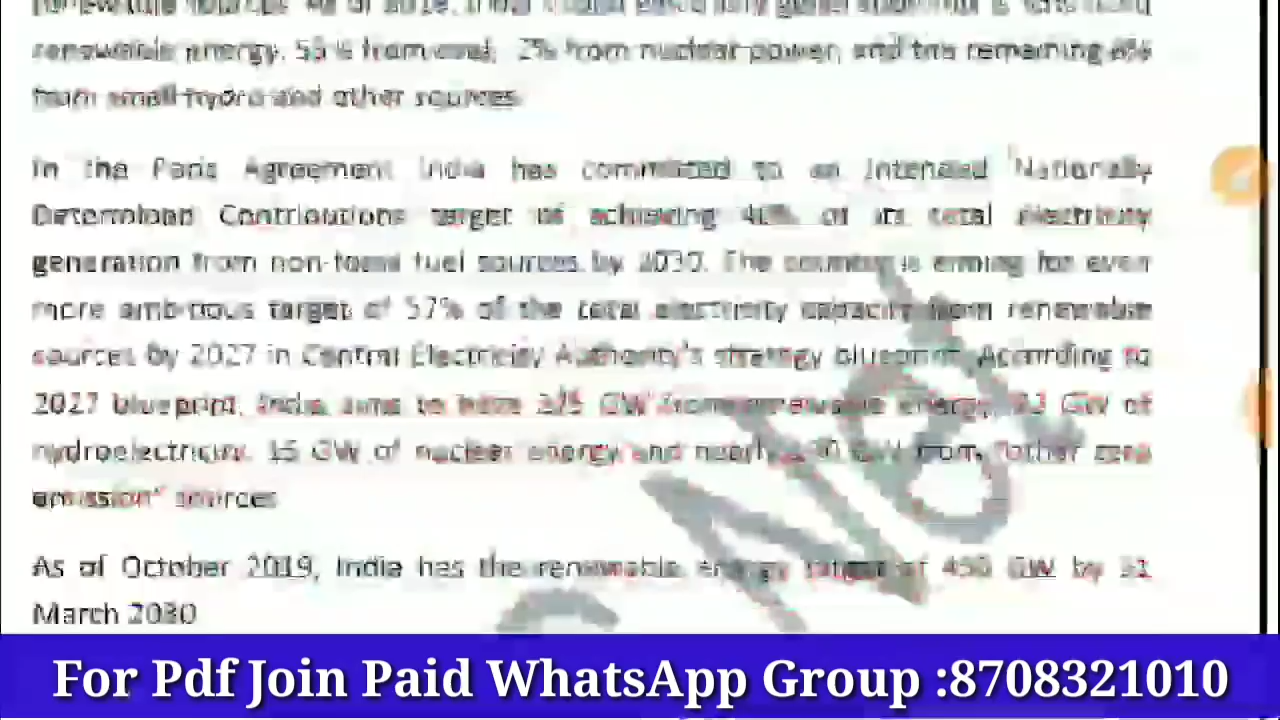 renewable energy, 55% from coal, 2% from nuclear power, and the remaining
from small hydro and other sources.
In the Paris Agreement India has committed to an Intended Nationally
Determined Contributions target of achieving 40% of its total electricity
generation from non-fossil fuel sources by 2030. The country is aiming for even
more ambitious target of 57% of the total electricity capacity from renewable
sources by 2027 in Central Electricity Authority's strategy blueprint. According to
2027 blueprint, India aims to have 275 GW from renewable energy, GW of
hydroelectricity, 15 GW of nuclear energy and nearly GW from "other zero
emission" sources
As of October 2019, India has the renewable energy target of 450 GW by 31
March 2030
For Pdf Join Paid WhatsApp Group :8708321010